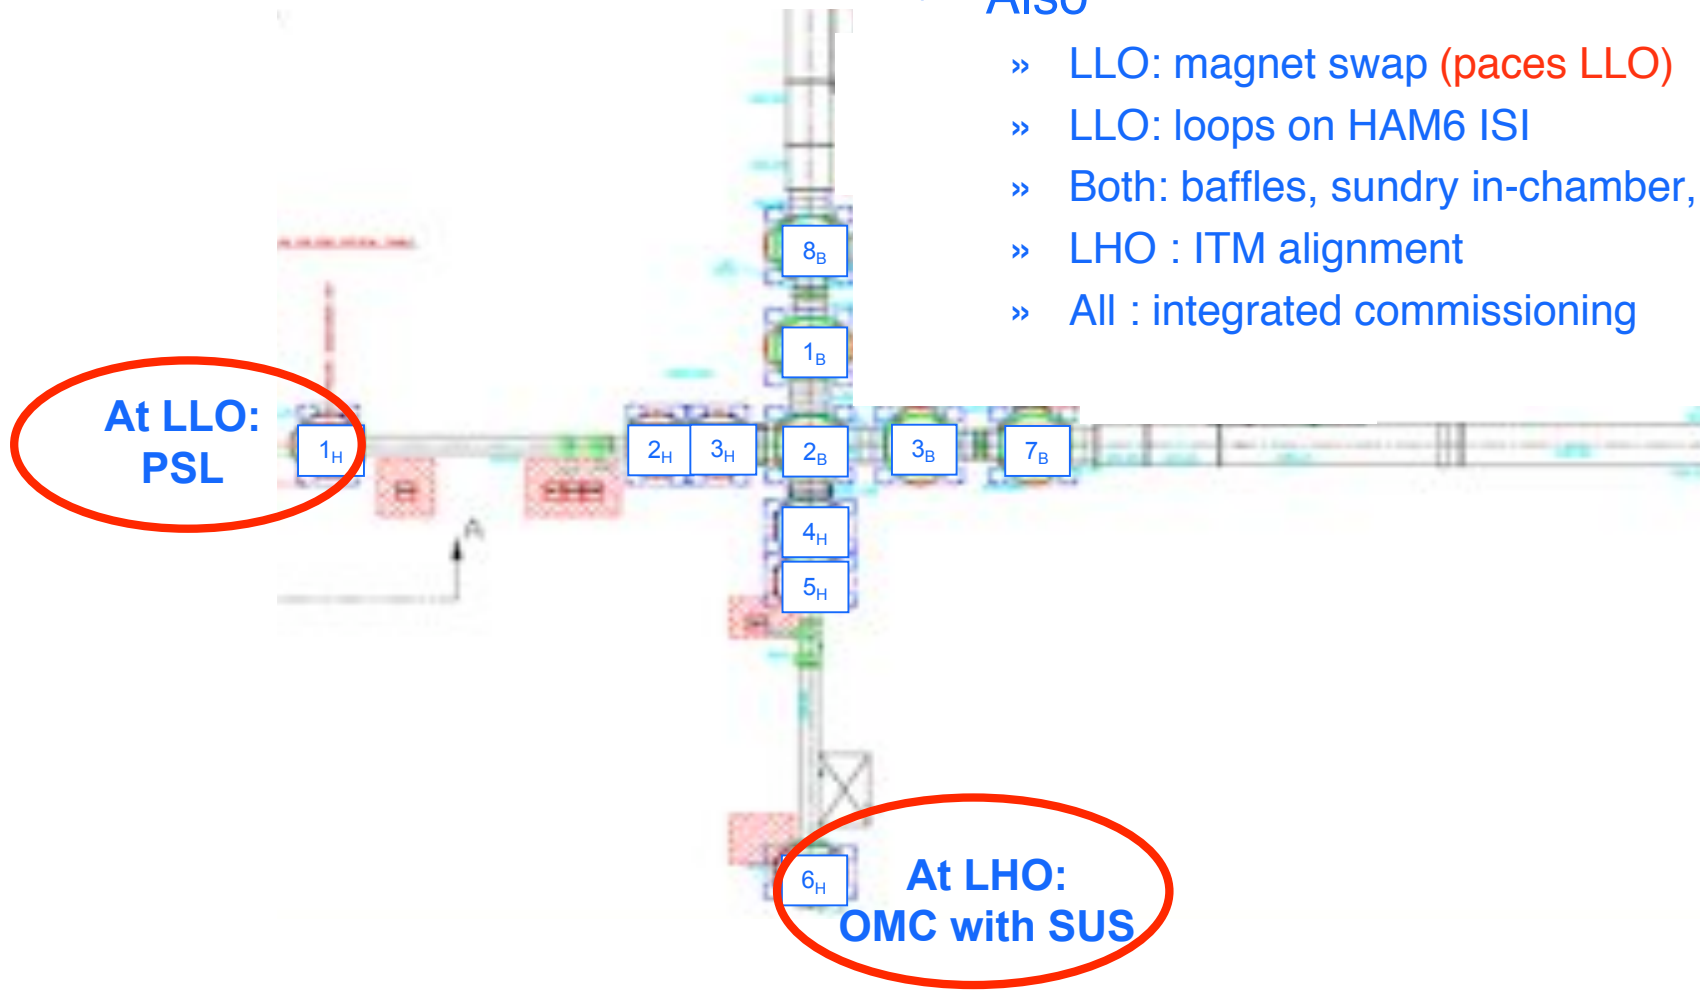 Also
» LLO: magnet swap (paces LLO)
» LLO: loops on HAM6 ISI
» Both: baffles, sundry in-chamber,
» LHO : ITM alignment
» All : integrated commissioning
8B
1B
At LLO:
PSL
1H
2H
3H
2B
3B
7B
4H
A
5H
6H
At LHO:
OMC with SUS